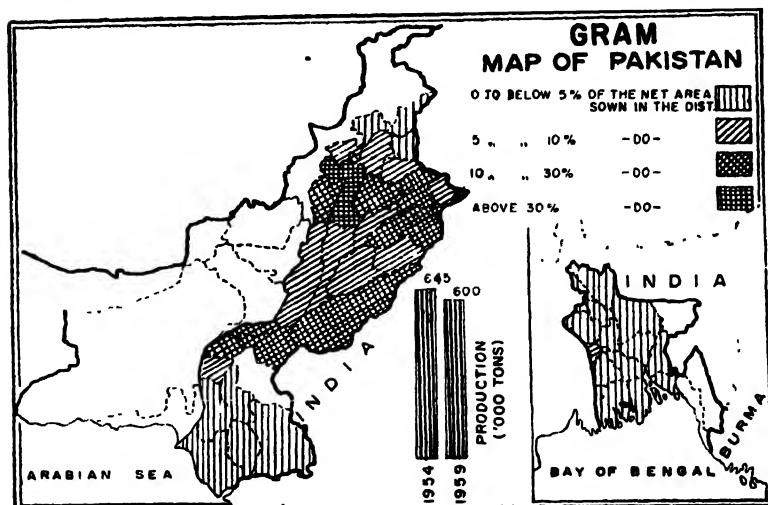 GRAM
MAP OF PAKISTAN
0 TO BELOW 5% OF THE NET AREA
SOWN IN THE DIST.
5 „ „ 10% -DO-
10 „ „ 30% -DO-
ABOVE 30% -DO-
645
600
PRODUCTION
('000 TONS)
1954
1959
INDIA
ARABIAN SEA
INDIA
BURMA
BAY OF BENGAL